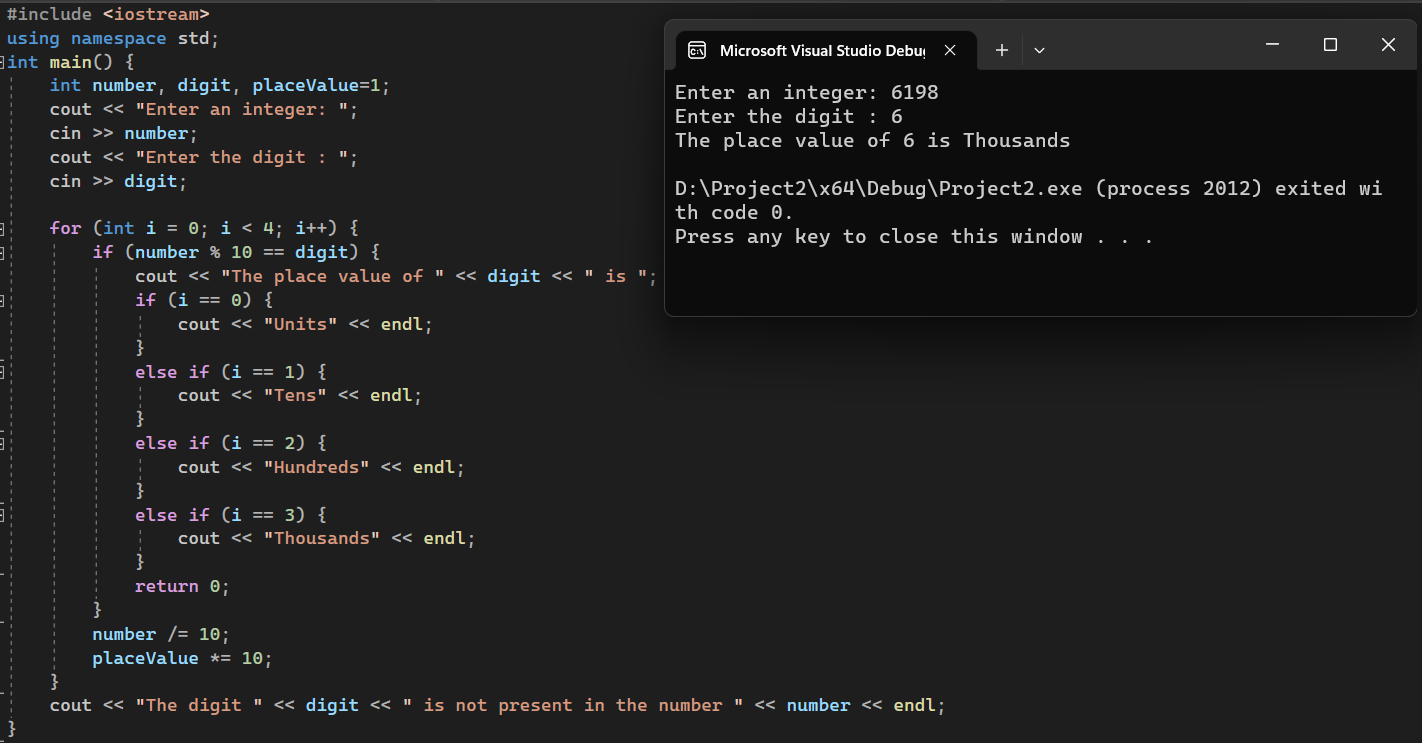 #include <iostream>
using namespace std;
int main() {
    int number, digit, placeValue=1;
    cout << "Enter an integer: ";
    cin >> number;
    cout << "Enter the digit : ";
    cin >> digit;
    for (int i = 0; i < 4; i++) {
        if (number % 10 == digit) {
            cout << "The place value of " << digit << " is ";
            if (i == 0) {
                cout << "Units" << endl;
            }
            else if (i == 1) {
                cout << "Tens" << endl;
            }
            else if (i == 2) {
                cout << "Hundreds" << endl;
            }
            else if (i == 3) {
                cout << "Thousands" << endl;
            }
            return 0;
        }
        number /= 10;
        placeValue *= 10;
    }
    cout << "The digit " << digit << " is not present in the number " << number << endl;
}
Microsoft Visual Studio Debu
Enter an integer: 6198
Enter the digit : 6
The place value of 6 is Thousands
D:\Project2\x64\Debug\Project2.exe (process 2012) exited wi
th code 0.
Press any key to close this window . . .